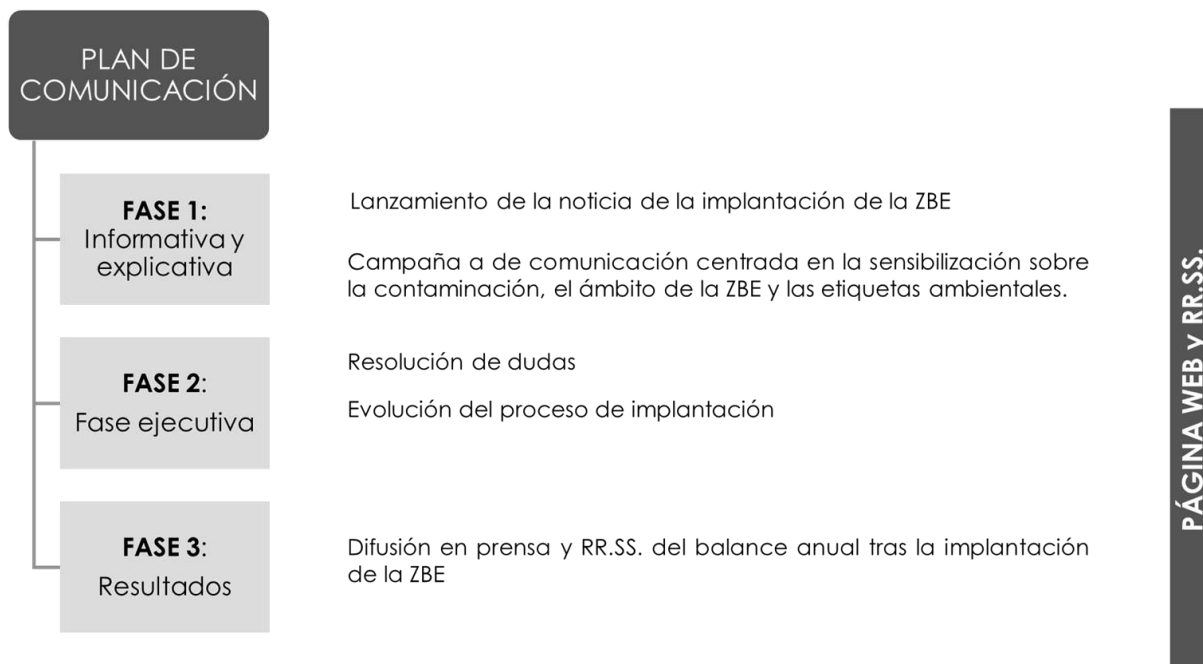 PLAN DE
COMUNICACIÓN
FASE 1:
Informativa y
explicativa
Lanzamiento de la noticia de la implantación de la ZBE
Campaña a de comunicación centrada en la sensibilización sobre
la contaminación, el ámbito de la ZBE y las etiquetas ambientales.
FASE 2:
Fase ejecutiva
Resolución de dudas
Evolución del proceso de implantación
FASE 3:
Resultados
Difusión en prensa y RR.SS. del balance anual tras la implantación
de la ZBE
PÁGINA WEB y RR.SS.